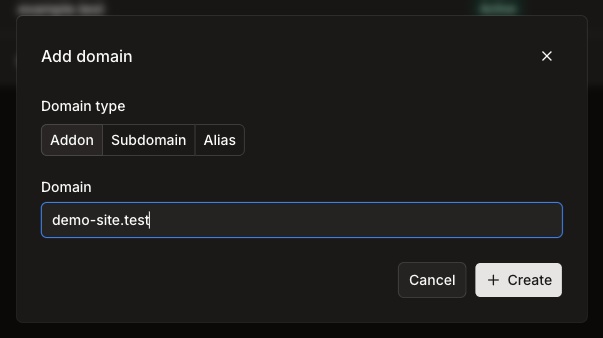 Add domain
Domain type
Addon Subdomain Alias
Domain
demo-site.test
Cancel + Create